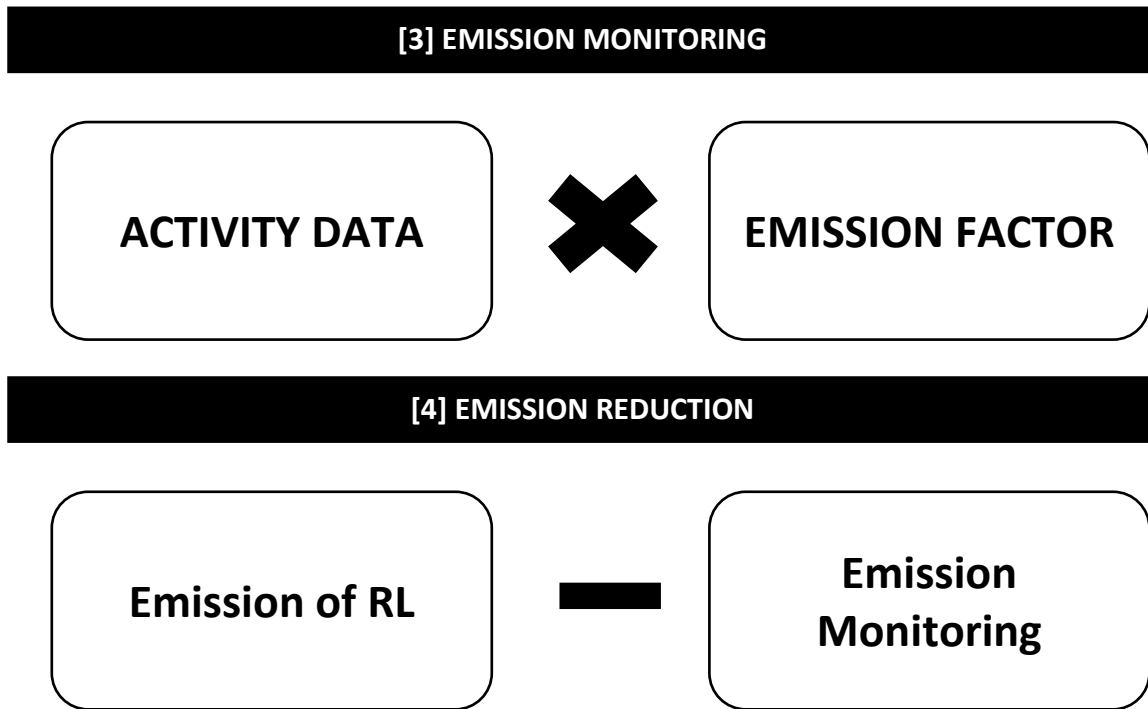 [3] EMISSION MONITORING
ACTIVITY DATA
EMISSION FACTOR
[4] EMISSION REDUCTION
Emission of RL
Emission
Monitoring